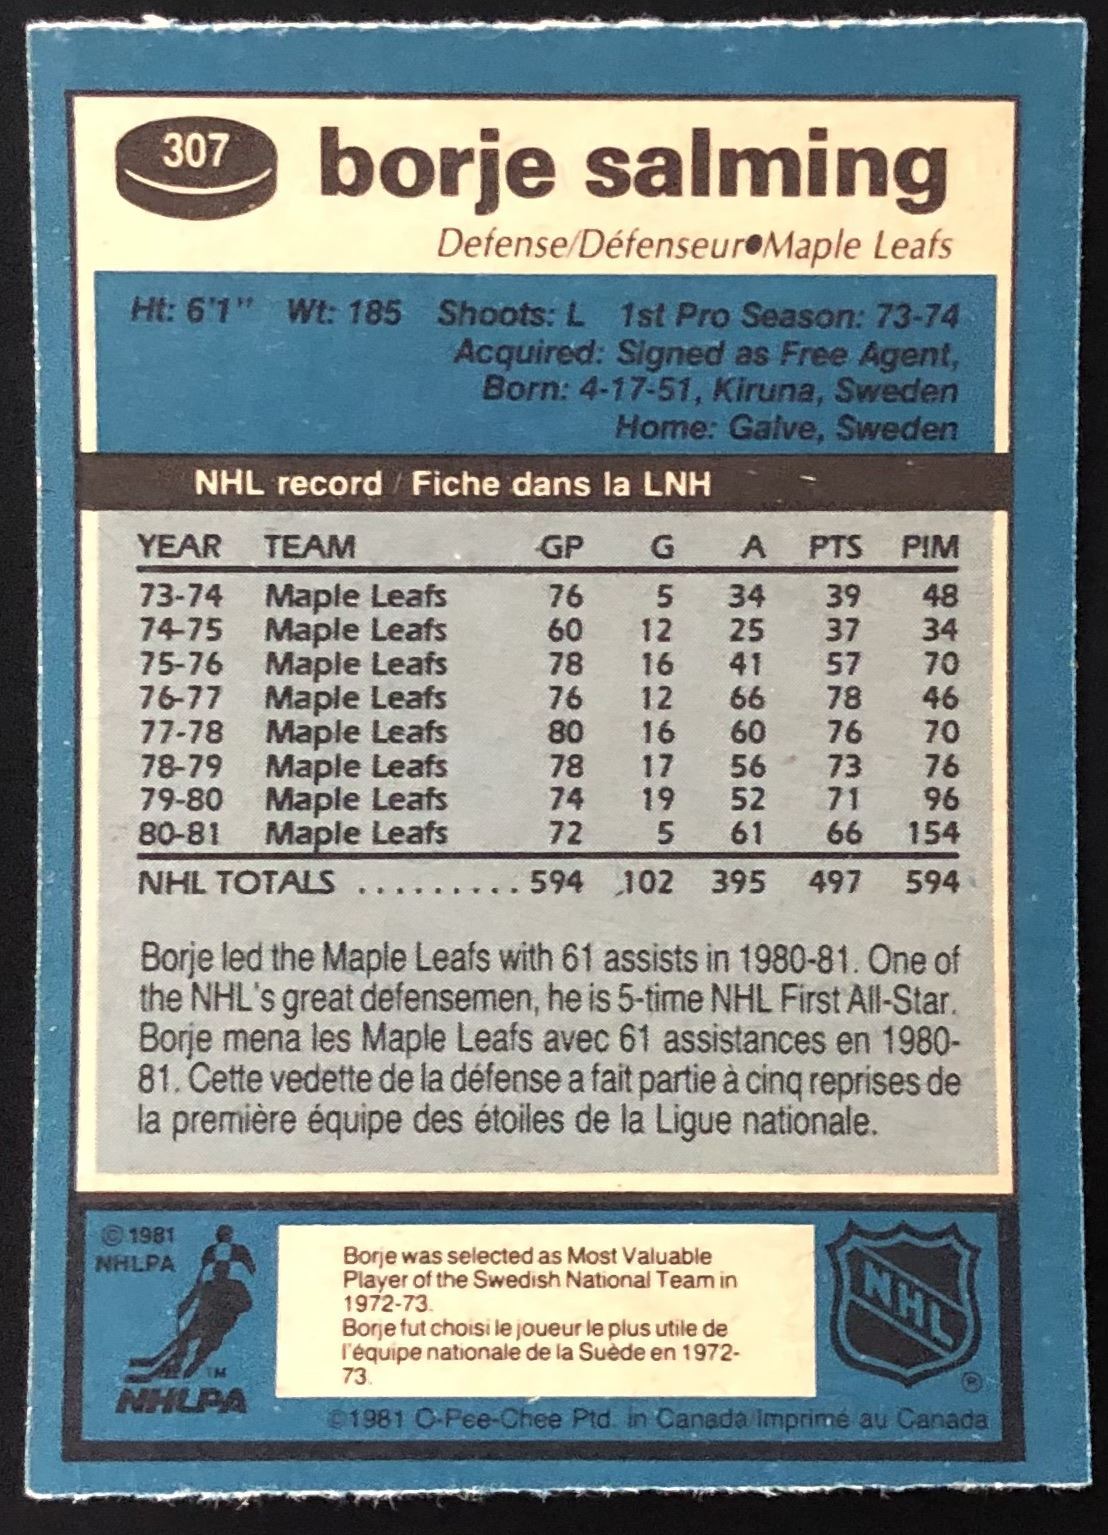 307
borje salming
Defense/Défenseur●Maple Leafs
Ht: 6'1" Wt: 185 Shoots: L 1st Pro Season: 73-74
Acquired: Signed as Free Agent,
Born: 4-17-51, Kiruna, Sweden
Home: Galve, Sweden
NHL record / Fiche dans la LNH
YEAR TEAM GP G A PTS PIM
73-74 Maple Leafs 76 5 34 39 48
74-75 Maple Leafs 60 12 25 37 34
75-76 Maple Leafs 78 16 41 57 70
76-77 Maple Leafs 76 12 66 78 46
77-78 Maple Leafs 80 16 60 76 70
78-79 Maple Leafs 78 17 56 73 76
79-80 Maple Leafs 74 19 52 71 96
80-81 Maple Leafs 72 5 61 66 154
NHL TOTALS .......... 594 102 395 497 594
Borje led the Maple Leafs with 61 assists in 1980-81. One of
the NHL's great defensemen, he is 5-time NHL First All-Star.
Borje mena les Maple Leafs avec 61 assistances en 1980-
81. Cette vedette de la défense a fait partie à cinq reprises de
la première équipe des étoiles de la Ligue nationale.
© 1981
NHLPA
TM
NHLPA
Borje was selected as Most Valuable
Player of the Swedish National Team in
1972-73.
Borje fut choisi le joueur le plus utile de
l'équipe nationale de la Suède en 1972-
73.
NHL
®
©1981 O-Pee-Chee Ptd. in Canada/Imprimé au Canada